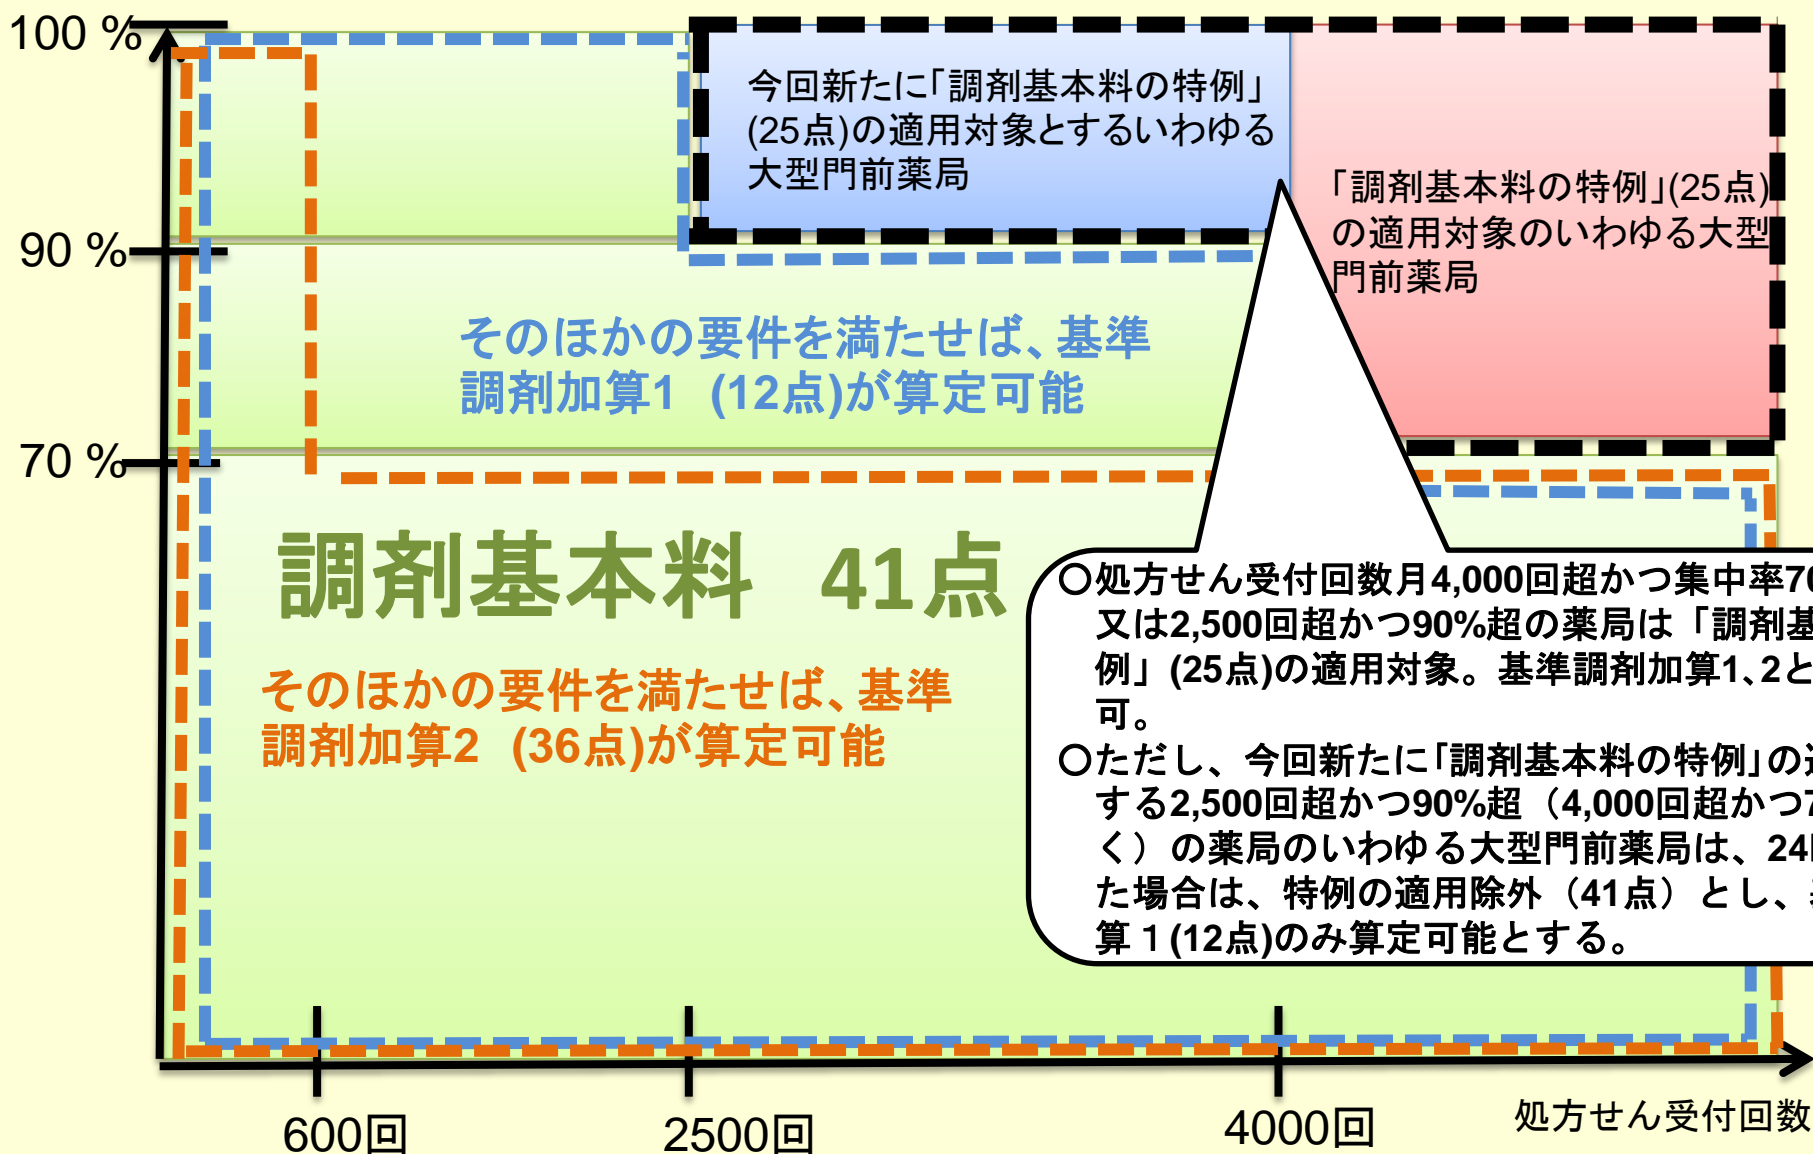 100 %
今回新たに｢調剤基本料の特例｣
(25点)の適用対象とするいわゆる
大型門前薬局
｢調剤基本料の特例｣(25点)
の適用対象のいわゆる大型
門前薬局
90 %
そのほかの要件を満たせば、基準
調剤加算1 (12点)が算定可能
70 %
調剤基本料 41点
そのほかの要件を満たせば、基準
調剤加算2 (36点)が算定可能
○処方せん受付回数月4,000回超かつ集中率70
又は2,500回超かつ90%超の薬局は「調剤基
例」(25点)の適用対象。基準調剤加算1､2と
可。
○ただし、今回新たに｢調剤基本料の特例｣の
する2,500回超かつ90%超（4,000回超かつ7
く）の薬局のいわゆる大型門前薬局は、24
た場合は、特例の適用除外（41点）とし、
算１(12点)のみ算定可能とする。
600回
2500回
4000回
処方せん受付回数